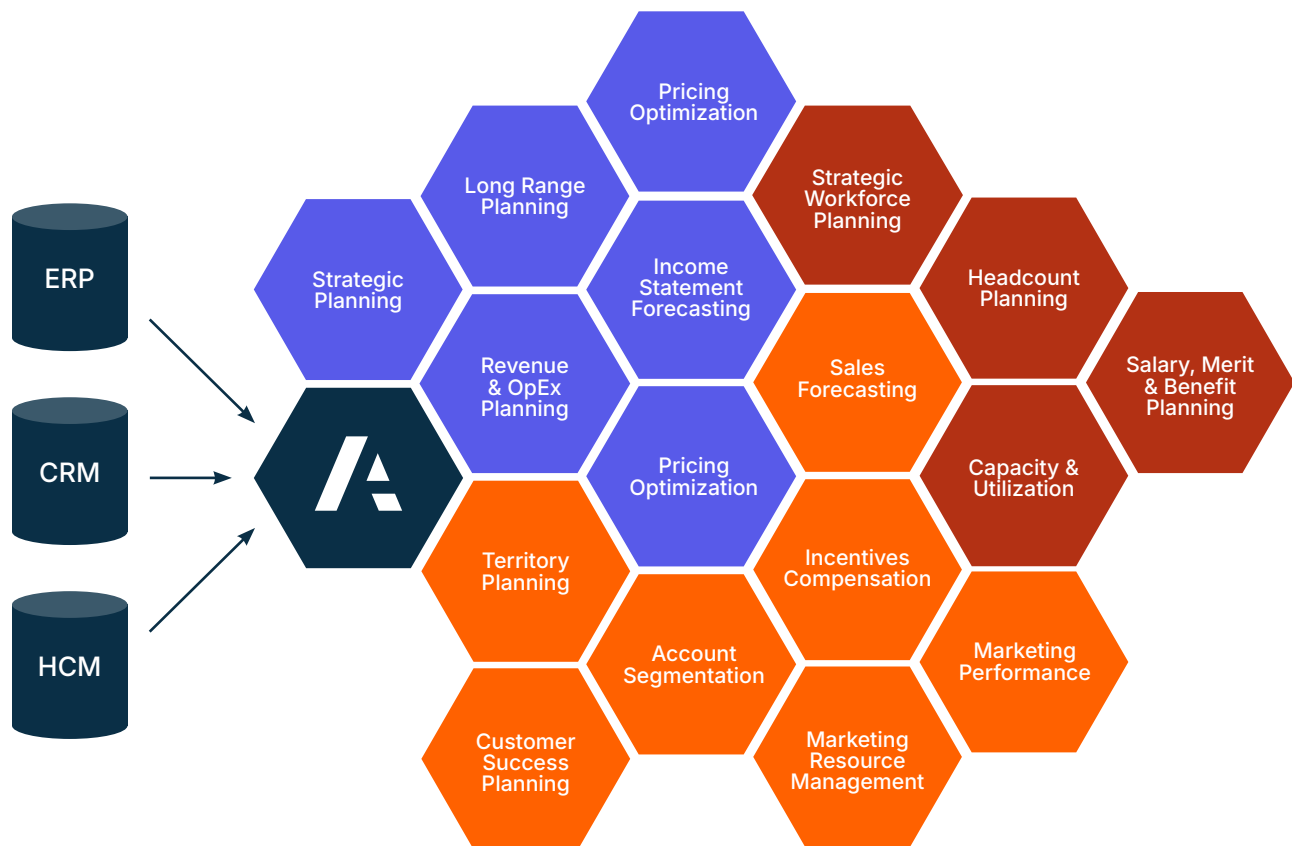 Pricing
Optimization
Long Range
Planning
Strategic
Workforce
Planning
ERP
Strategic
Planning
Income
Statement
Forecasting
Headcount
Planning
Revenue
& OpEx
Planning
Sales
Forecasting
Salary, Merit
& Benefit
Planning
CRM
Pricing
Optimization
Capacity &
Utilization
Territory
Planning
Incentives
Compensation
HCM
Account
Segmentation
Marketing
Performance
Customer
Success
Planning
Marketing
Resource
Management